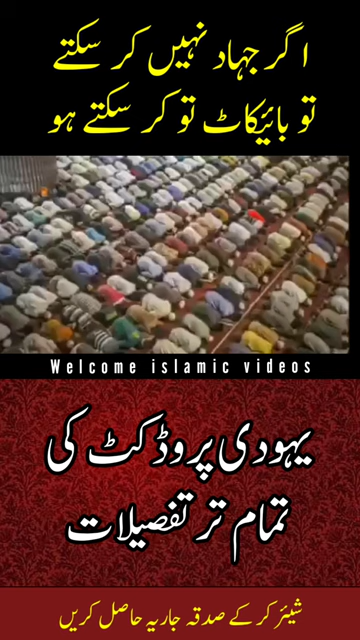 اگر جہاد نہیں کر سکتے
تو بائیکاٹ تو کر سکتے ہو
Welcome islamic videos
یہودی پروڈکٹ کی
تمام تر تفصیلات
شیئر کر کے صدقہ جاریہ حاصل کریں